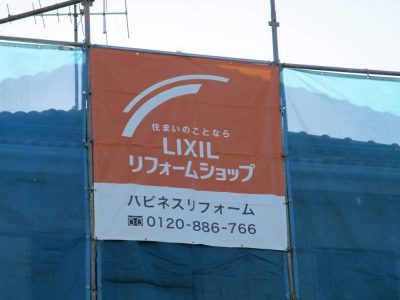 住まいのことなら
LIXIL
リフォームショップ
ハピネスリフォーム
0120-886-766